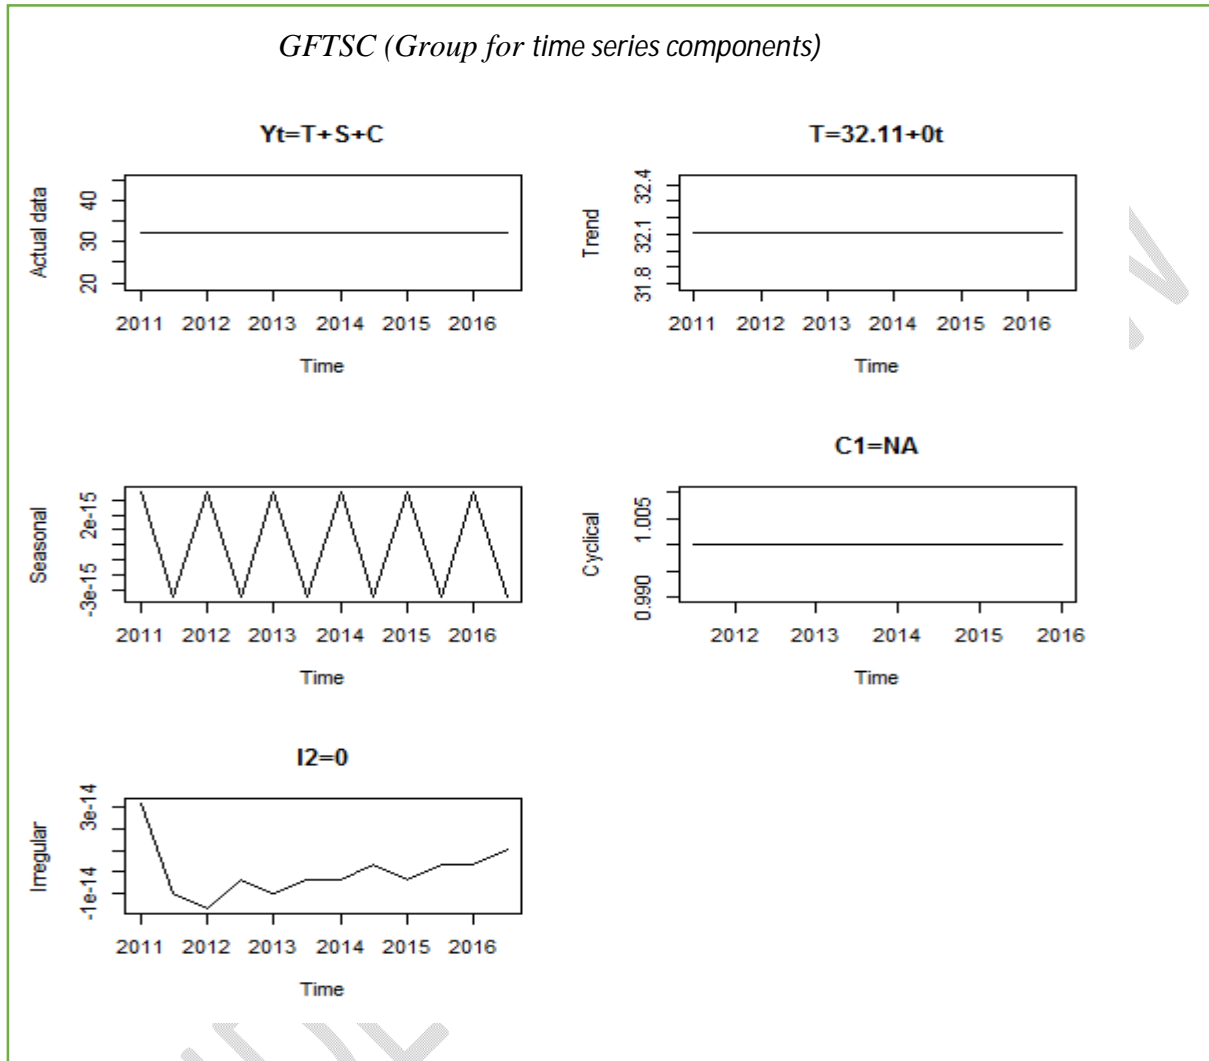 GFTSC (Group for time series components)
Yt=T+S+C
Actual data
20 30 40
2011 2012 2013 2014 2015 2016
Time
T=32.11+0t
Trend
31.8 32.1 32.4
2011 2012 2013 2014 2015 2016
Time
Seasonal
-3e-15 2e-15
2011 2012 2013 2014 2015 2016
Time
C1=NA
Cyclical
0.990 1.005
2012 2013 2014 2015 2016
Time
I2=0
Irregular
-1e-14 3e-14
2011 2012 2013 2014 2015 2016
Time